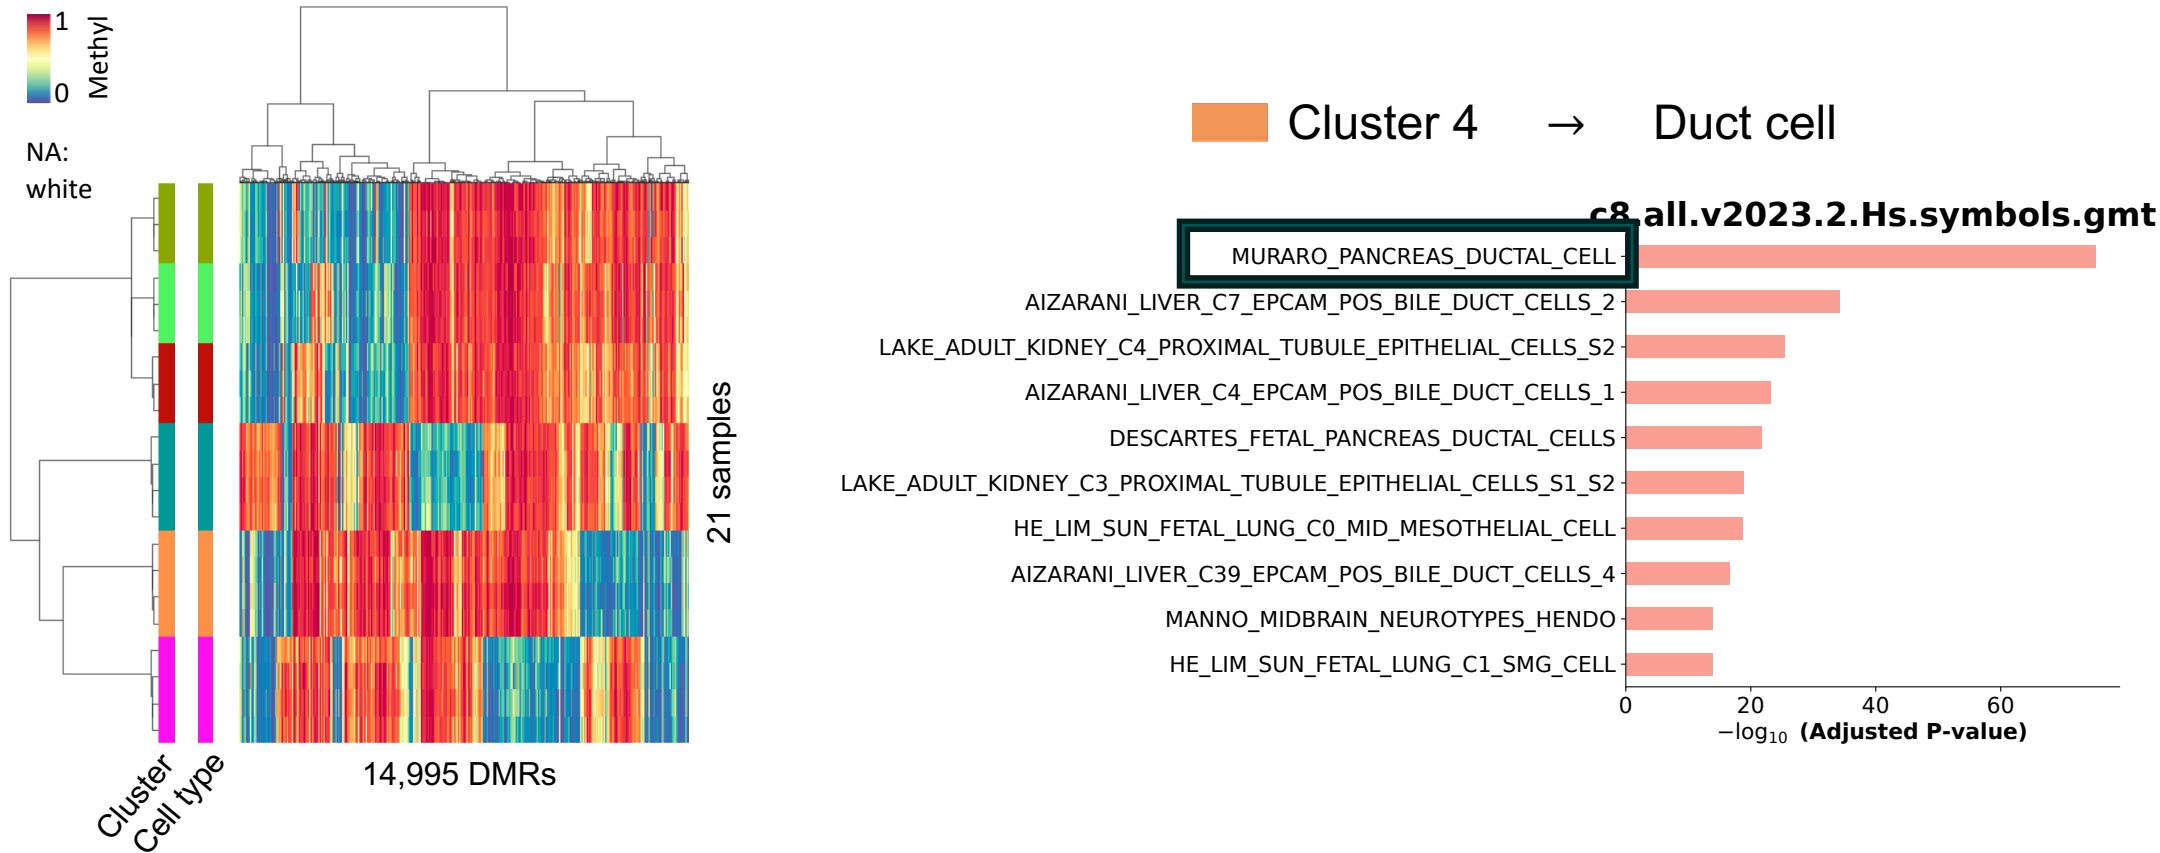 1
0
Methyl
NA:
white
Cluster
Cell type
14,995 DMRs
21 samples
Cluster 4 → Duct cell
c8.all.v2023.2.Hs.symbols.gmt
MURARO_PANCREAS_DUCTAL_CELL
AIZARANI_LIVER_C7_EPCAM_POS_BILE_DUCT_CELLS_2
LAKE_ADULT_KIDNEY_C4_PROXIMAL_TUBULE_EPITHELIAL_CELLS_S2
AIZARANI_LIVER_C4_EPCAM_POS_BILE_DUCT_CELLS_1
DESCARTES_FETAL_PANCREAS_DUCTAL_CELLS
LAKE_ADULT_KIDNEY_C3_PROXIMAL_TUBULE_EPITHELIAL_CELLS_S1_S2
HE_LIM_SUN_FETAL_LUNG_C0_MID_MESOTHELIAL_CELL
AIZARANI_LIVER_C39_EPCAM_POS_BILE_DUCT_CELLS_4
MANNO_MIDBRAIN_NEUROTYPES_HENDO
HE_LIM_SUN_FETAL_LUNG_C1_SMG_CELL
0 20 40 60
−log₁₀ (Adjusted P-value)